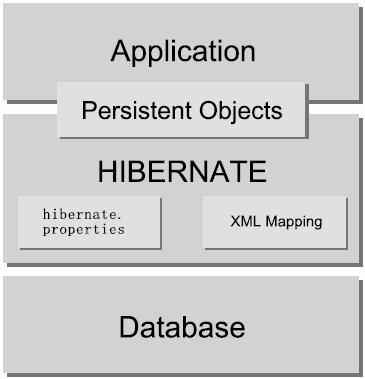 Application
Persistent Objects
HIBERNATE
hibernate.
properties
XML Mapping
Database